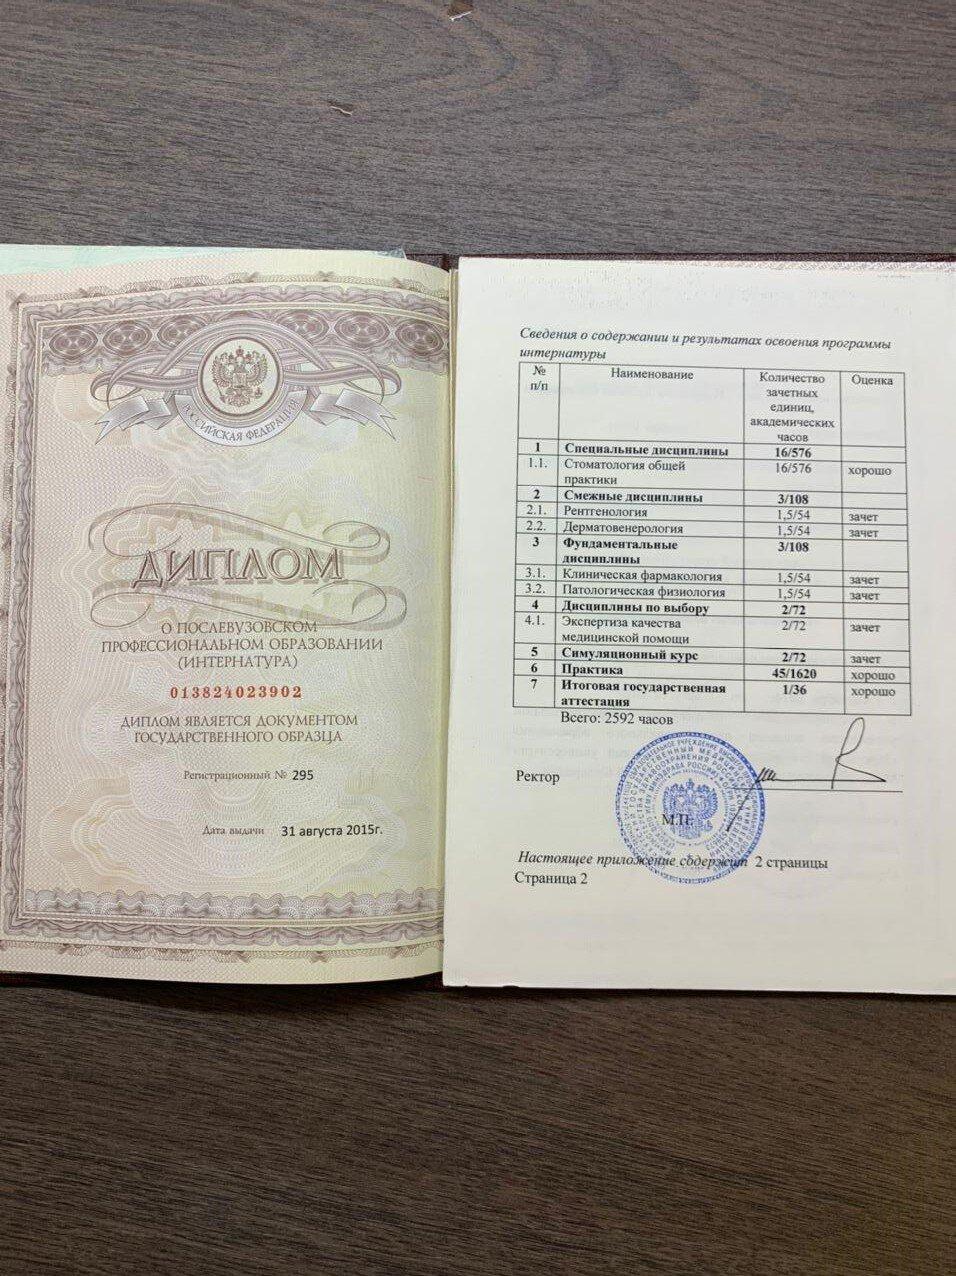 РОССИЙСКАЯ ФЕДЕРАЦИЯ
ДИПЛОМ
О ПОСЛЕВУЗОВСКОМ
ПРОФЕССИОНАЛЬНОМ ОБРАЗОВАНИИ
(ИНТЕРНАТУРА)
013824023902
ДИПЛОМ ЯВЛЯЕТСЯ ДОКУМЕНТОМ
ГОСУДАРСТВЕННОГО ОБРАЗЦА
Регистрационный № 295
Дата выдачи 31 августа 2015г.
Сведения о содержании и результатах освоения программы
интернатуры
№ п/п Наименование Количество зачетных единиц, академических часов Оценка
1 Специальные дисциплины 16/576
1.1. Стоматология общей 16/576 хорошо
практики
2 Смежные дисциплины 3/108
2.1. Рентгенология 1,5/54 зачет
2.2. Дерматовенерология 1,5/54 зачет
3 Фундаментальные 3/108
дисциплины
3.1. Клиническая фармакология 1,5/54 зачет
3.2. Патологическая физиология 1,5/54 зачет
4 Дисциплины по выбору 2/72
4.1. Экспертиза качества 2/72 зачет
медицинской помощи
5 Симуляционный курс 2/72 зачет
6 Практика 45/1620 хорошо
7 Итоговая государственная 1/36 хорошо
аттестация
Всего: 2592 часов
Ректор
М.П.
Настоящее приложение содержит 2 страницы
Страница 2